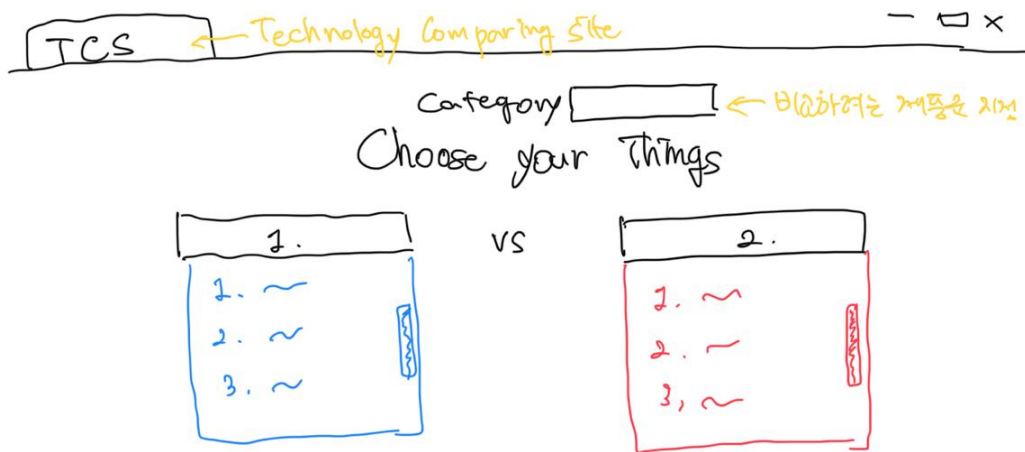 TCS ← Technology Comparing Site
Category ← 비교하려는 제품군 지정
Choose your Things
1. vs 2.
1. ~
2. ~
3. ~
1. ~
2. ~
3, ~